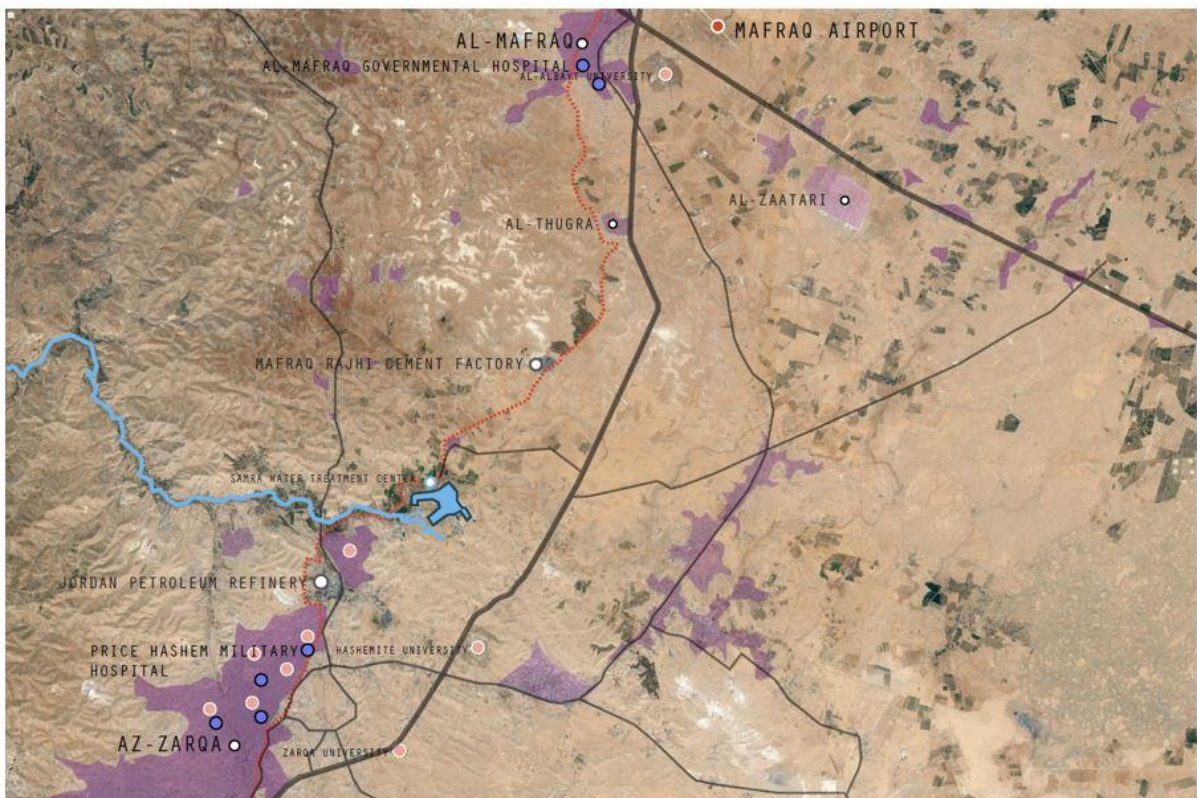 AL-MAFRAQ
MAFRAQ AIRPORT
AL-MAFRAQ GOVERNMENTAL HOSPITAL
AL-ALBAYT UNIVERSITY
AL-ZAATARI
AL-THUGRA
MAFRAQ RAJHI CEMENT FACTORY
SAMRA WATER TREATMENT CENTER
JORDAN PETROLEUM REFINERY
PRICE HASHEM MILITARY
HOSPITAL
HASHEMITE UNIVERSITY
AZ-ZARQA
ZARQA UNIVERSITY